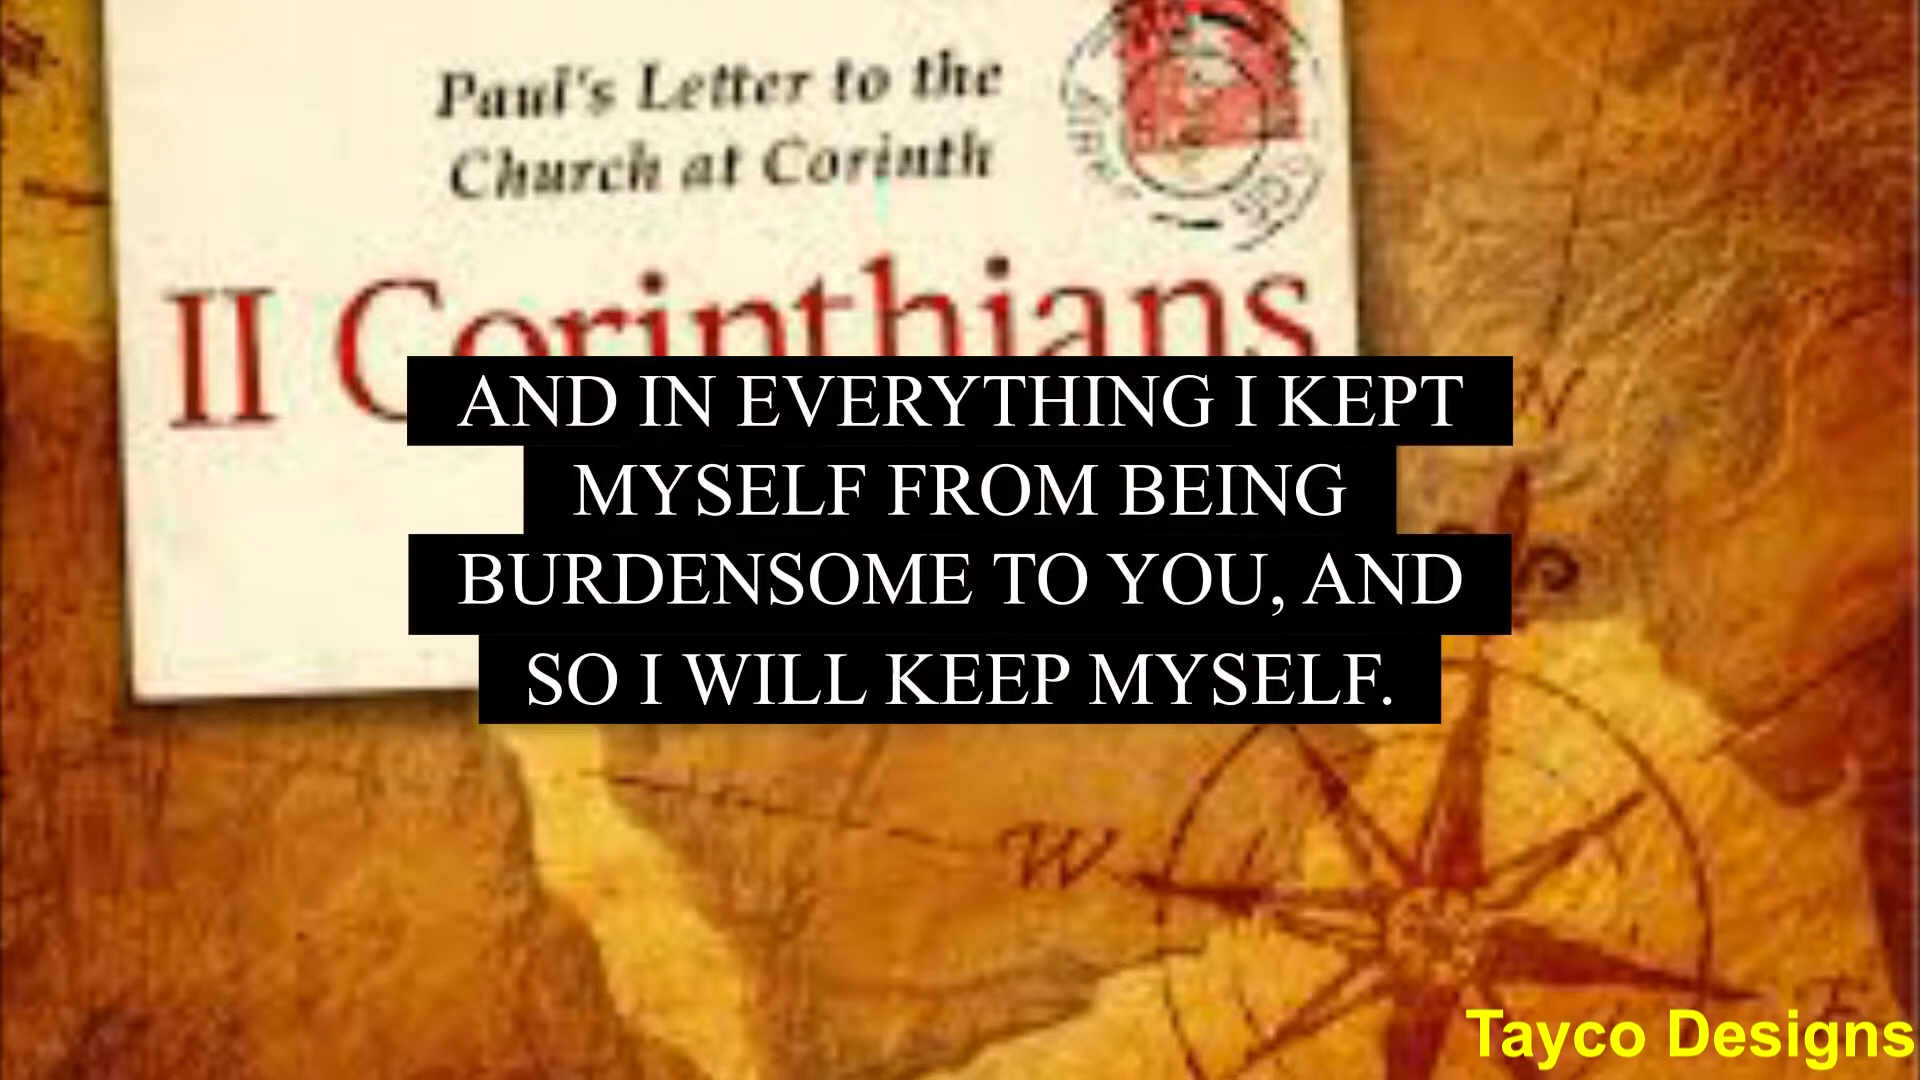 Paul's Letter to the
Church at Corinth
II Corinthians
AND IN EVERYTHING I KEPT
MYSELF FROM BEING
BURDENSOME TO YOU, AND
SO I WILL KEEP MYSELF.
W
Tayco Designs